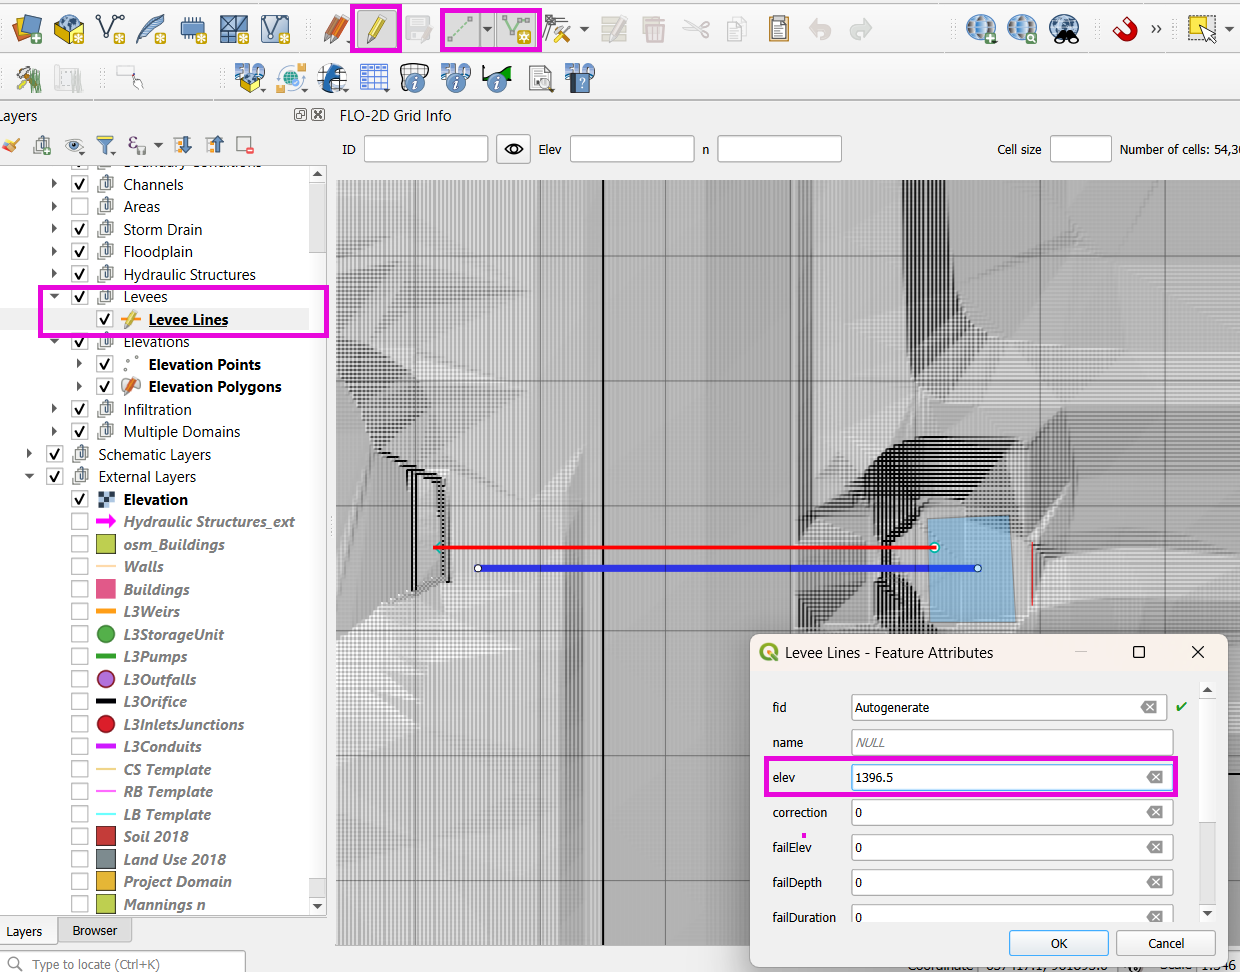 ayers
FLO-2D Grid Info
ID
Elev
n
Cell size
Number of cells: 54,3
Channels
Areas
Storm Drain
Floodplain
Hydraulic Structures
Levees
Levee Lines
Elevations
Elevation Points
Elevation Polygons
Infiltration
Multiple Domains
Schematic Layers
External Layers
Elevation
Hydraulic Structures_ext
osm_Buildings
Walls
Buildings
L3Weirs
L3StorageUnit
L3Pumps
L3Outfalls
L3Orifice
L3InletsJunctions
L3Conduits
CS Template
RB Template
LB Template
Soil 2018
Land Use 2018
Project Domain
Mannings n
Layers
Browser
Type to locate (Ctrl+K)
Levee Lines - Feature Attributes
fid
Autogenerate
name
NULL
elev
1396.5
correction
0
failElev
0
failDepth
0
failDuration
0
OK
Cancel